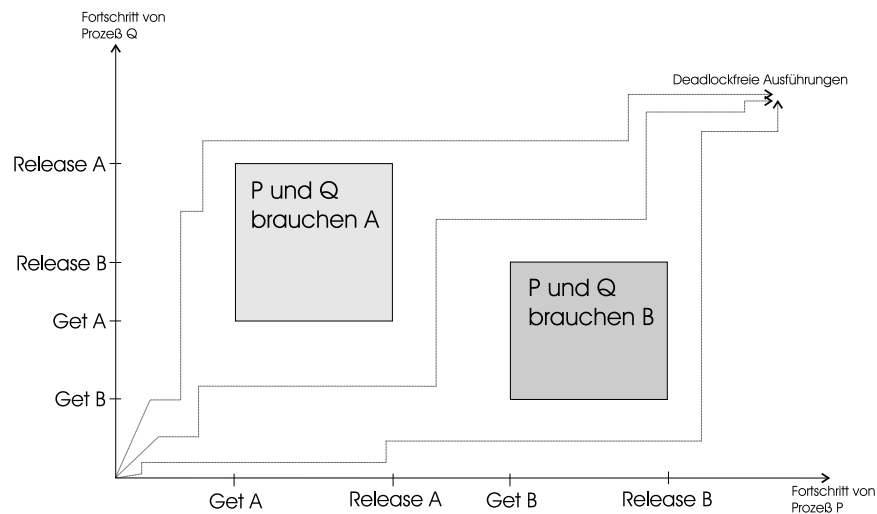 Fortschritt von
Prozeß Q
Deadlockfreie Ausführungen
Release A
P und Q
brauchen A
Release B
P und Q
brauchen B
Get A
Get B
Get A
Release A
Get B
Release B
Fortschritt von
Prozeß P